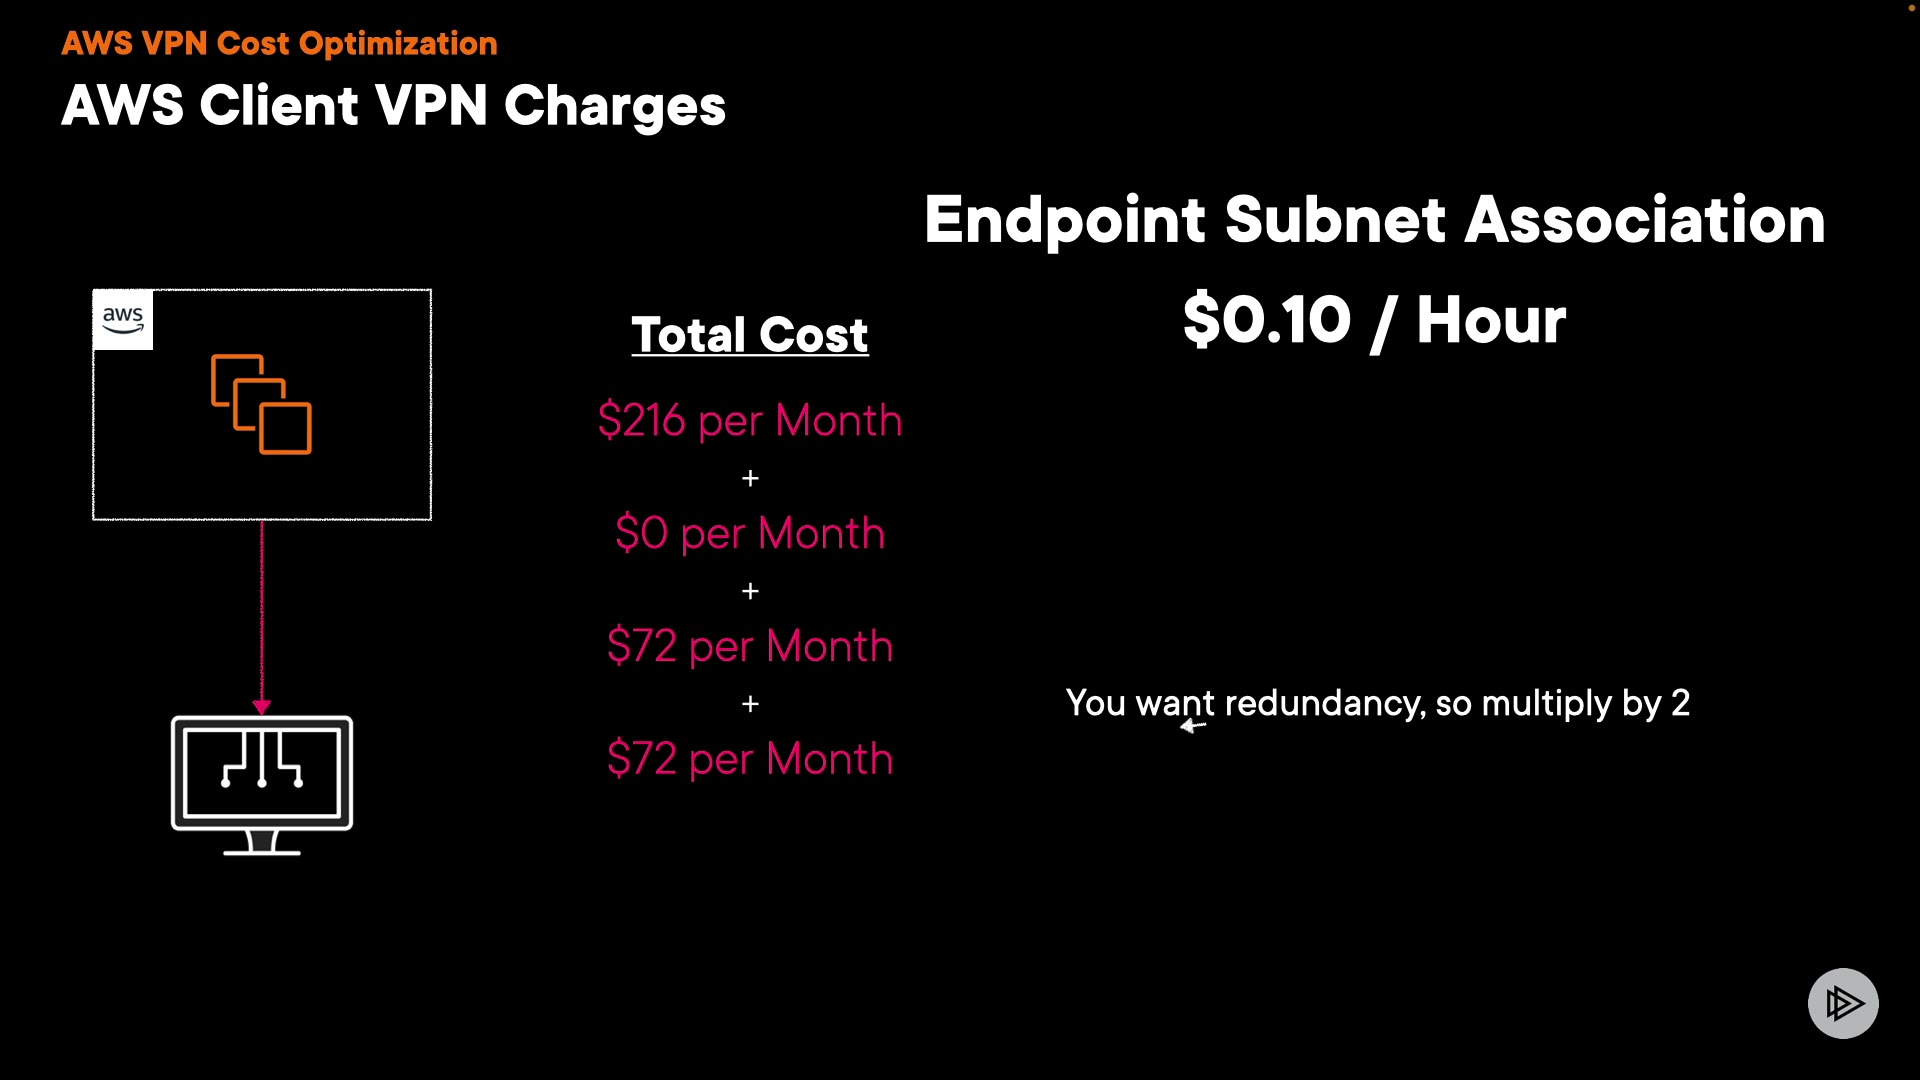 AWS VPN Cost Optimization
AWS Client VPN Charges
Endpoint Subnet Association
$0.10 / Hour
aws
Total Cost
$216 per Month
+
$0 per Month
+
$72 per Month
+
$72 per Month
You want redundancy, so multiply by 2